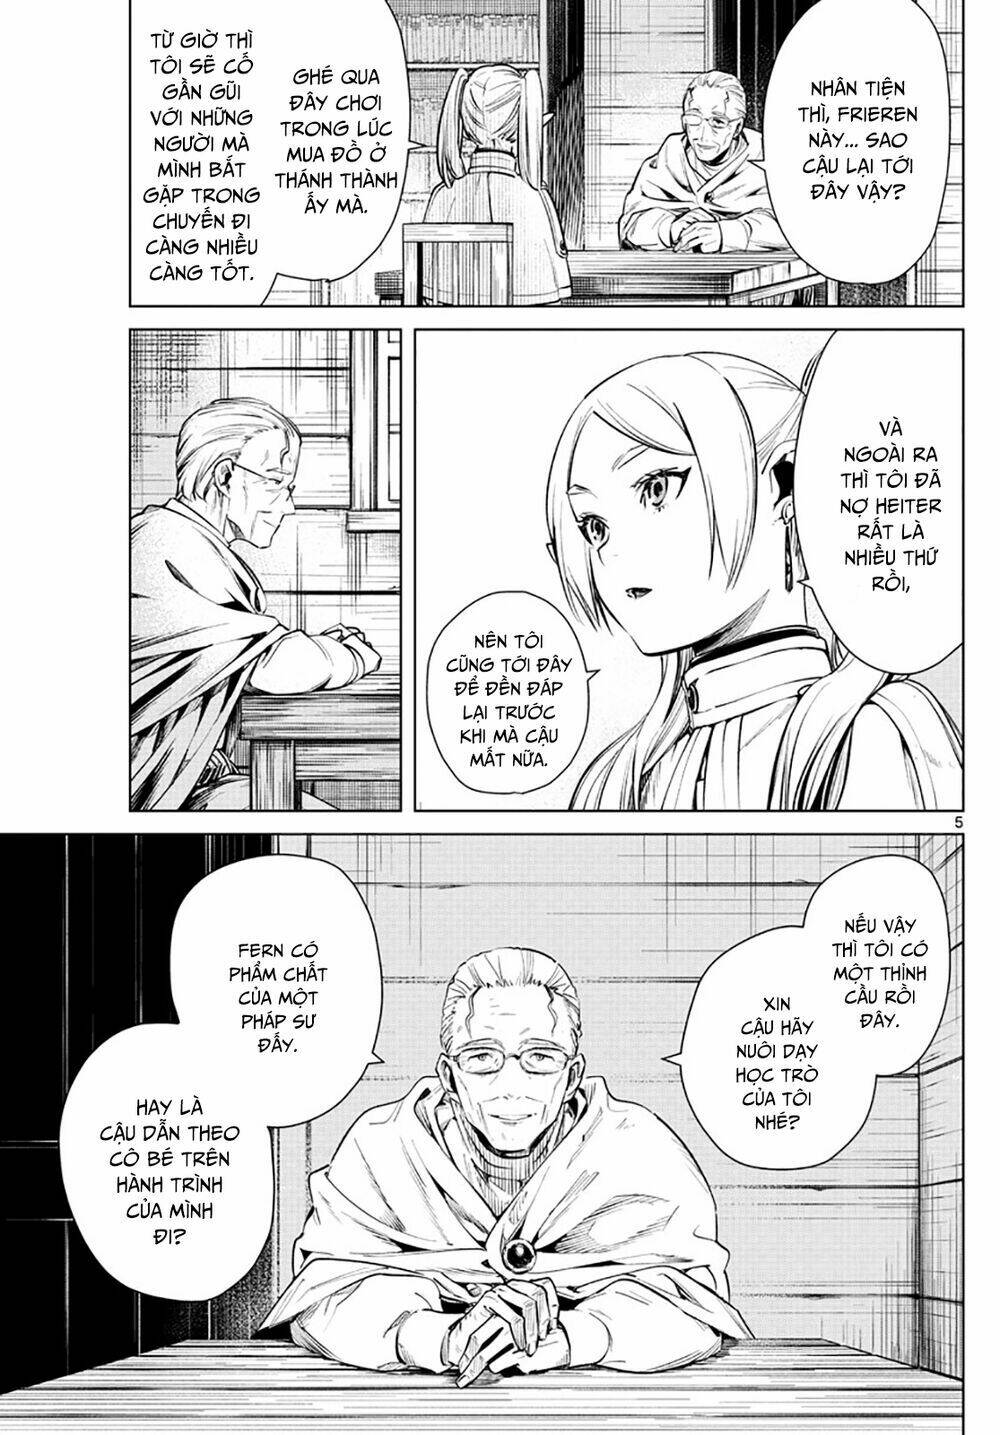 NHÂN TIỆN
THÌ, FRIEREN
NÀY... SAO
CẬU LẠI TỚI
ĐÂY VẬY?
GHÉ QUA
ĐÂY CHƠI
TRONG LÚC
MUA ĐỒ Ở
THÁNH THÀNH
ẤY MÀ.
TỪ GIỜ THÌ
TÔI SẼ CỐ
GẦN GŨI
VỚI NHỮNG
NGƯỜI MÀ
MÌNH BẮT
GẶP TRONG
CHUYẾN ĐI
CÀNG NHIỀU
CÀNG TỐT.
VÀ
NGOÀI RA
THÌ TÔI ĐÃ
NỢ HEITER
RẤT LÀ
NHIỀU THỨ
RỒI,
NÊN TÔI
CŨNG TỚI ĐÂY
ĐỂ ĐỀN ĐÁP
LẠI TRƯỚC
KHI MÀ CẬU
MẤT NỮA.
5
NẾU VẬY
THÌ TÔI CÓ
MỘT THỈNH
CẦU RỒI
ĐÂY.
XIN
CẬU HÃY
NUÔI DẠY
HỌC TRÒ
CỦA TÔI
NHÉ?
FERN CÓ
PHẨM CHẤT
CỦA MỘT
PHÁP SƯ
ĐẤY.
HAY LÀ
CẬU DẪN THEO
CÔ BÉ TRÊN
HÀNH TRÌNH
CỦA MÌNH
ĐI?